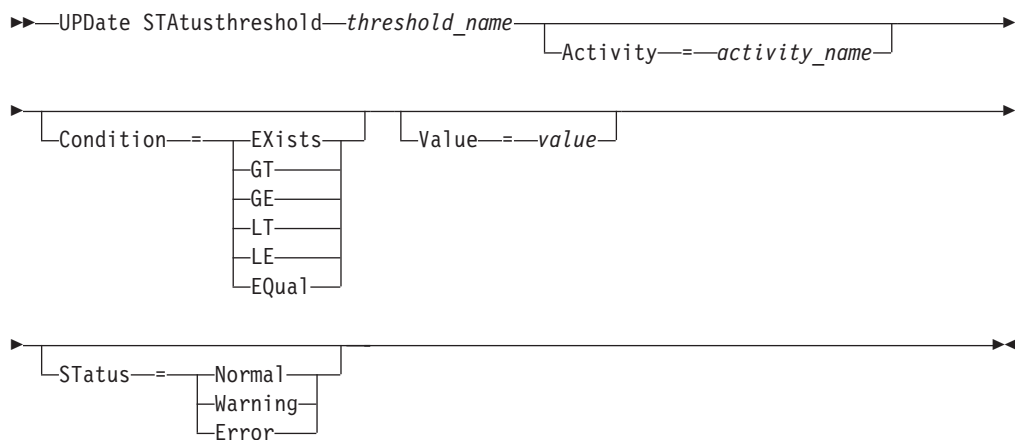 UPDate STAtusthreshold threshold_name
Activity = activity_name
Condition = EXists Value = value
GT
GE
LT
LE
EQual
STatus = Normal
Warning
Error